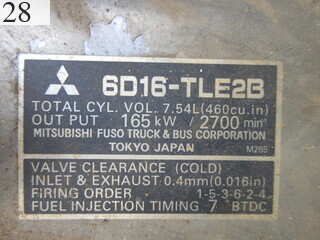 28
6D16-TLE2B
TOTAL CYL. VOL. 7.54L(460cu.in)
OUT PUT 165 kW / 2700 min⁻¹
MITSUBISHI FUSO TRUCK & BUS CORPORATION
TOKYO JAPAN M265
VALVE CLEARANCE (COLD)
INLET & EXHAUST 0.4mm(0.016in)
FIRING ORDER 1-5-3-6-2-4
FUEL INJECTION TIMING 7 BTDC